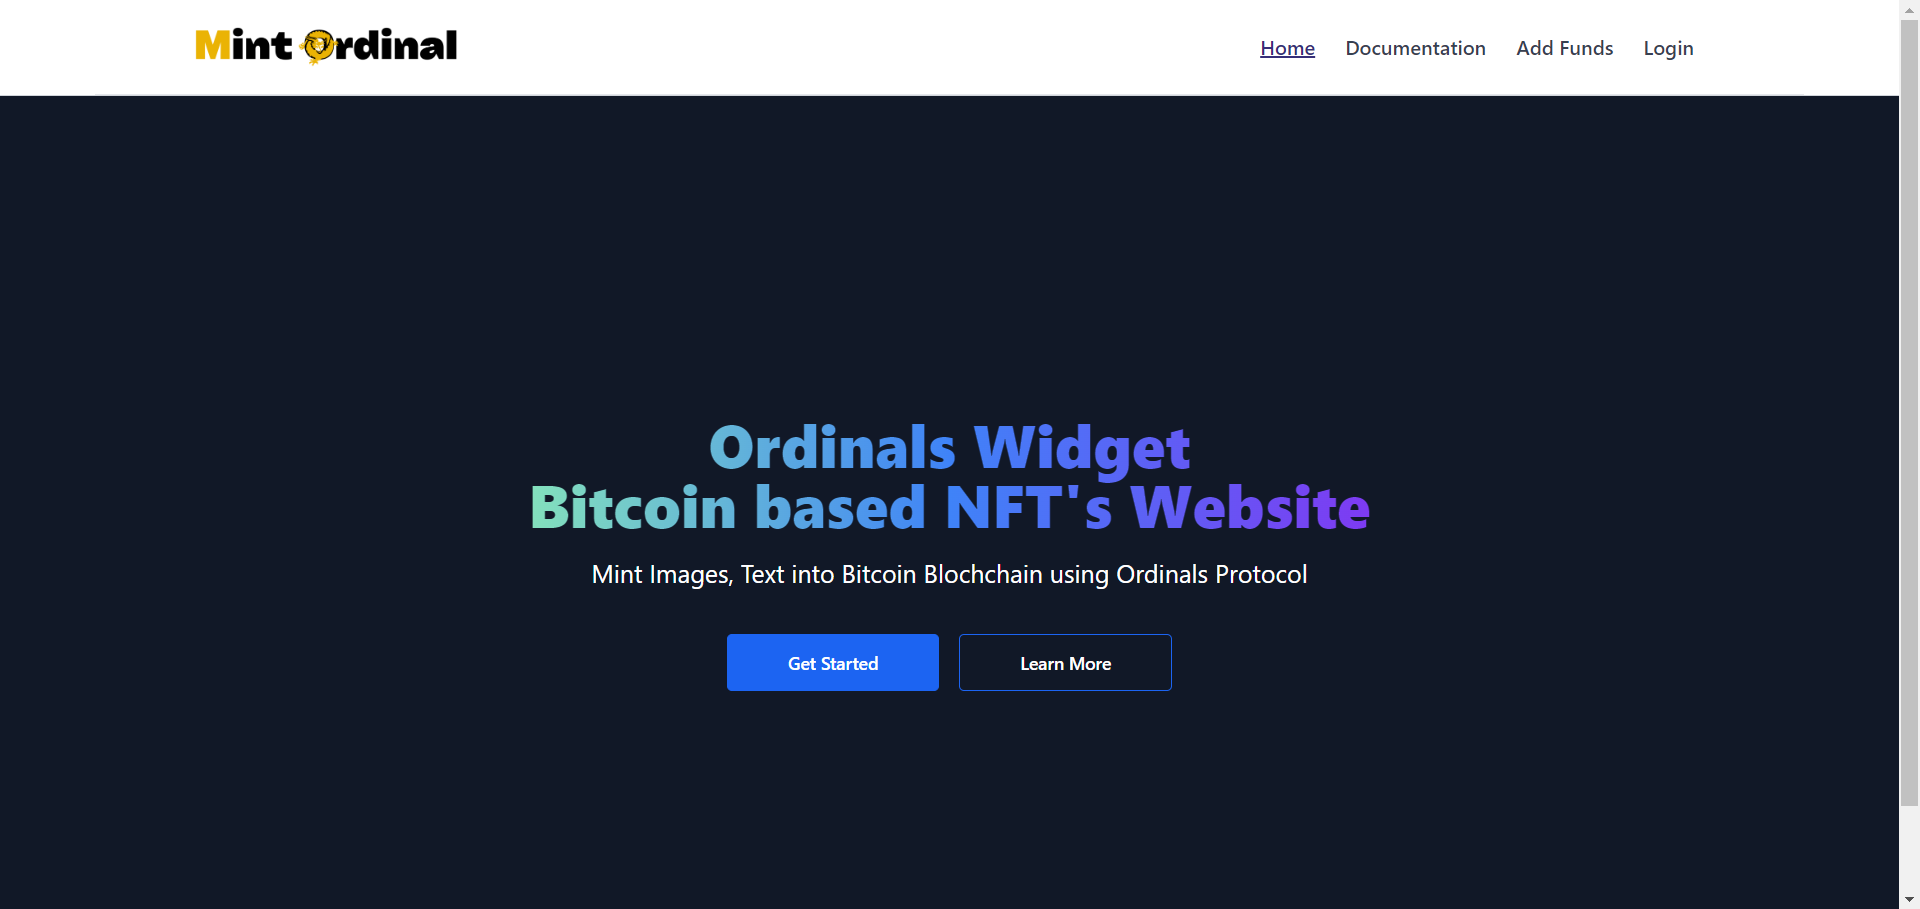 Mint Ordinal
Home Documentation Add Funds Login
Ordinals Widget
Bitcoin based NFT's Website
Mint Images, Text into Bitcoin Blochchain using Ordinals Protocol
Get Started Learn More